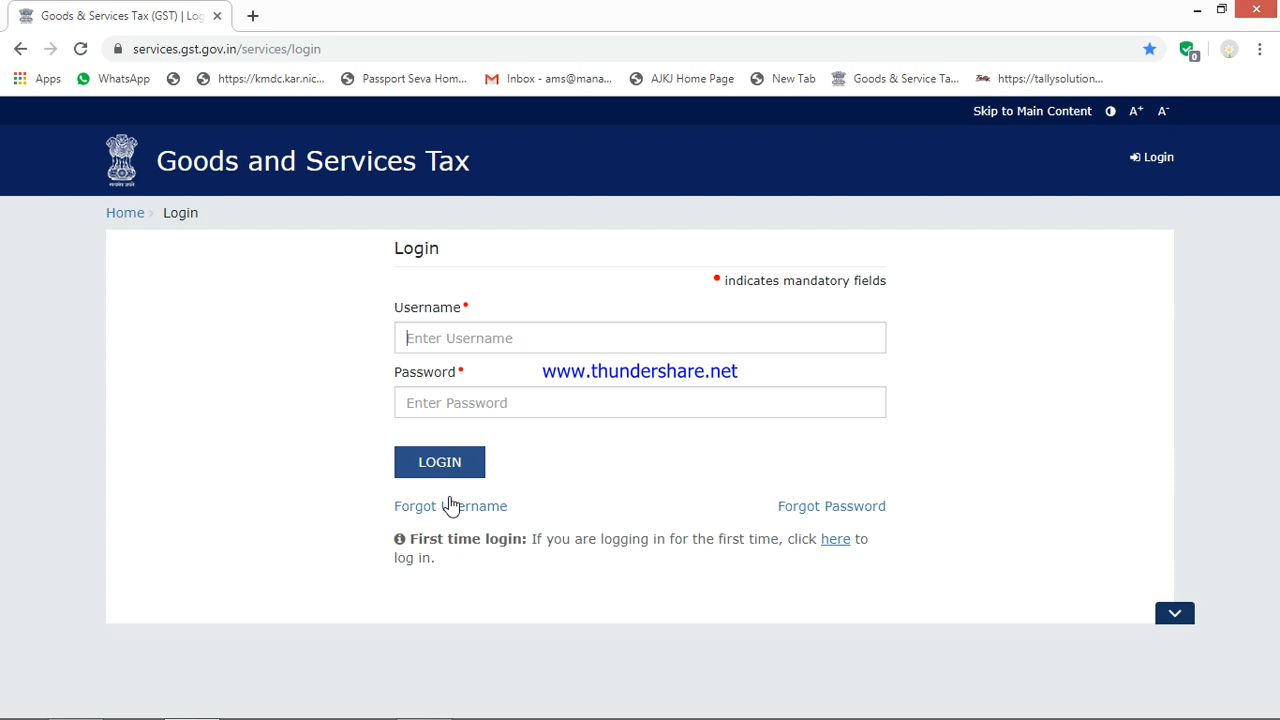 Goods & Services Tax (GST) | Log
services.gst.gov.in/services/login
0
Apps WhatsApp https://kmdc.kar.nic... Passport Seva Hom... Inbox - ams@mana... AJKJ Home Page New Tab Goods & Service Ta... https://tallysolution...
Skip to Main Content A+ A-
Goods and Services Tax
Login
Home Login
Login
indicates mandatory fields
Username
Enter Username
Password
www.thundershare.net
Enter Password
LOGIN
Forgot Username Forgot Password
First time login: If you are logging in for the first time, click here to
log in.